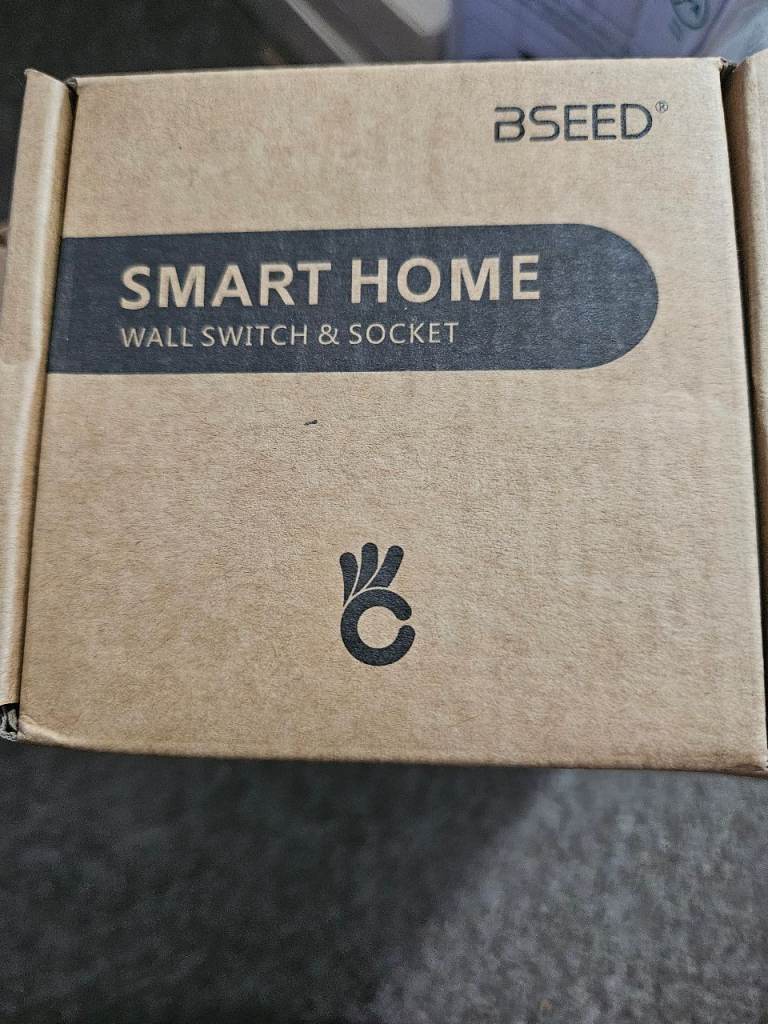 BSEED®
SMART HOME
WALL SWITCH & SOCKET